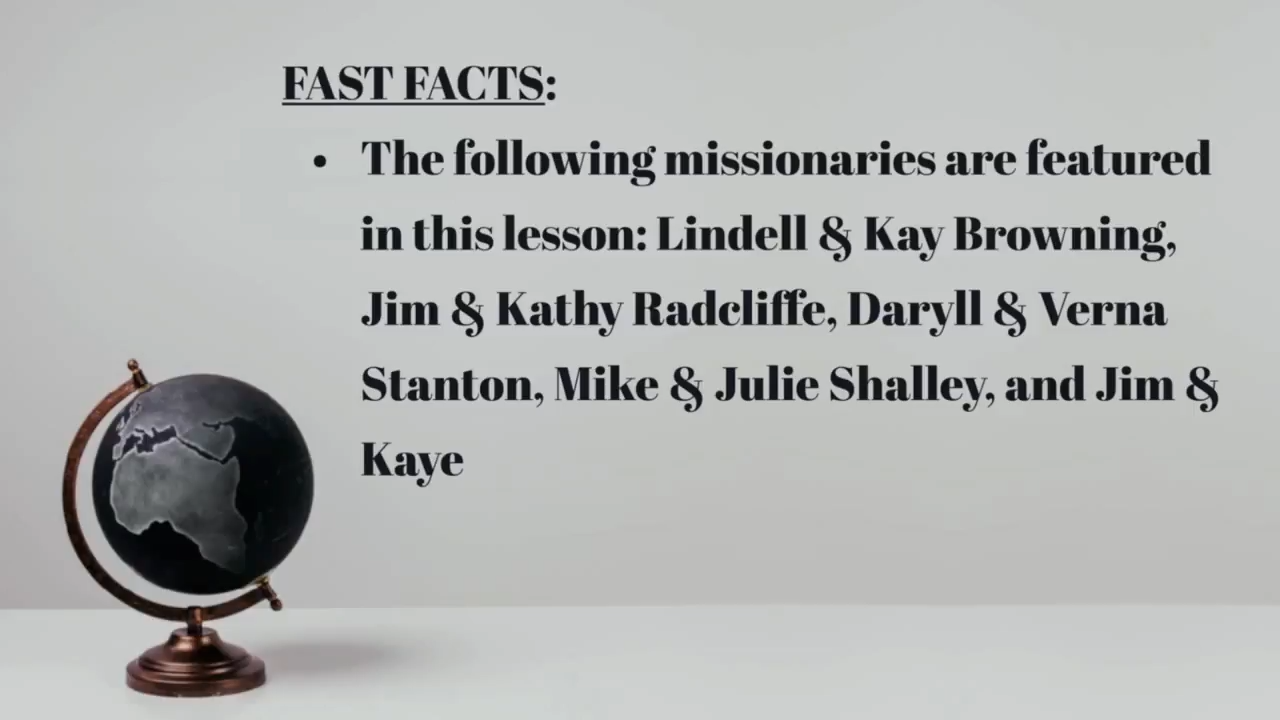 FAST FACTS:
• The following missionaries are featured
in this lesson: Lindell & Kay Browning,
Jim & Kathy Radcliffe, Daryll & Verna
Stanton, Mike & Julie Shalley, and Jim &
Kaye